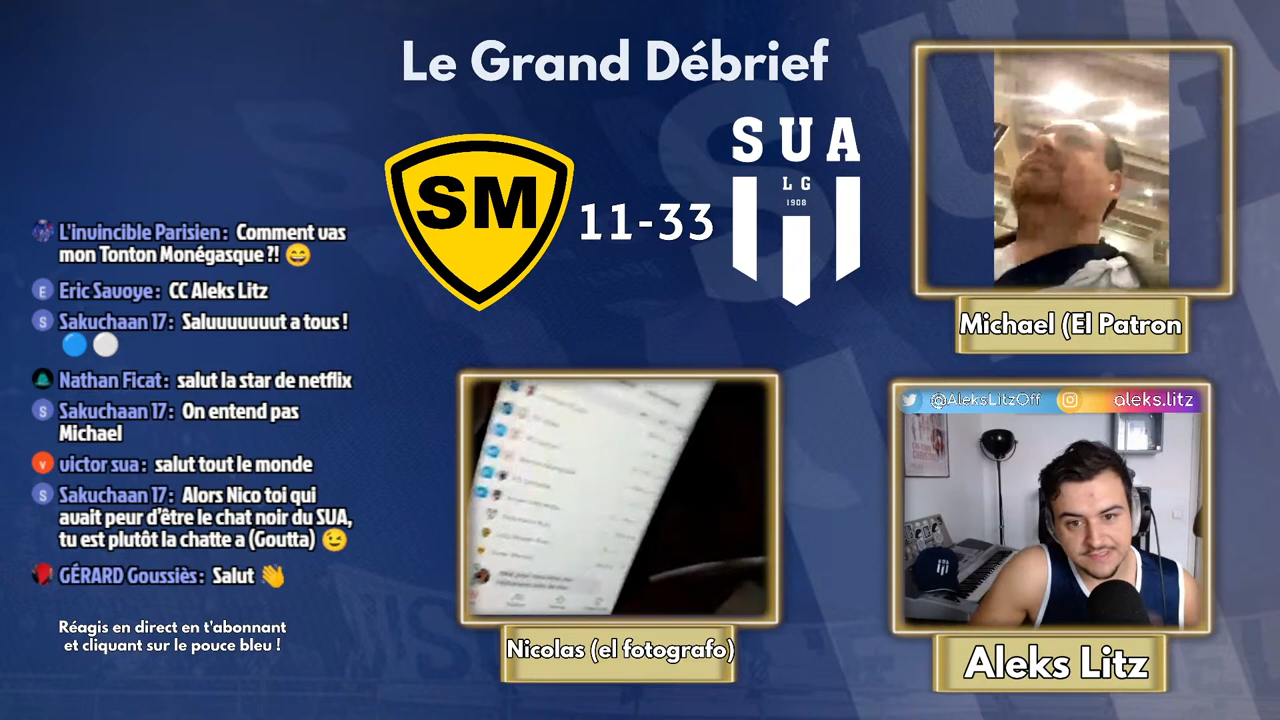 Le Grand Débrief
SM
11-33
SUA
LG
1908
L'invincible Parisien : Comment vas
mon Tonton Monégasque ?! 😄
E Eric Savoye : CC Aleks Litz
S Sakuchaan 17 : Saluuuuuuut a tous !
🔵 ⚪
Nathan Ficat : salut la star de netflix
S Sakuchaan 17 : On entend pas
Michael
v victor sua : salut tout le monde
S Sakuchaan 17 : Alors Nico toi qui
avait peur d'être le chat noir du SUA,
tu est plutôt la chatte a (Goutta) 😉
GÉRARD Goussiès : Salut 👋
Réagis en direct en t'abonnant
et cliquant sur le pouce bleu !
Michael (El Patron
Nicolas (el fotografo)
@AleksLitzOff
aleks.litz
Aleks Litz